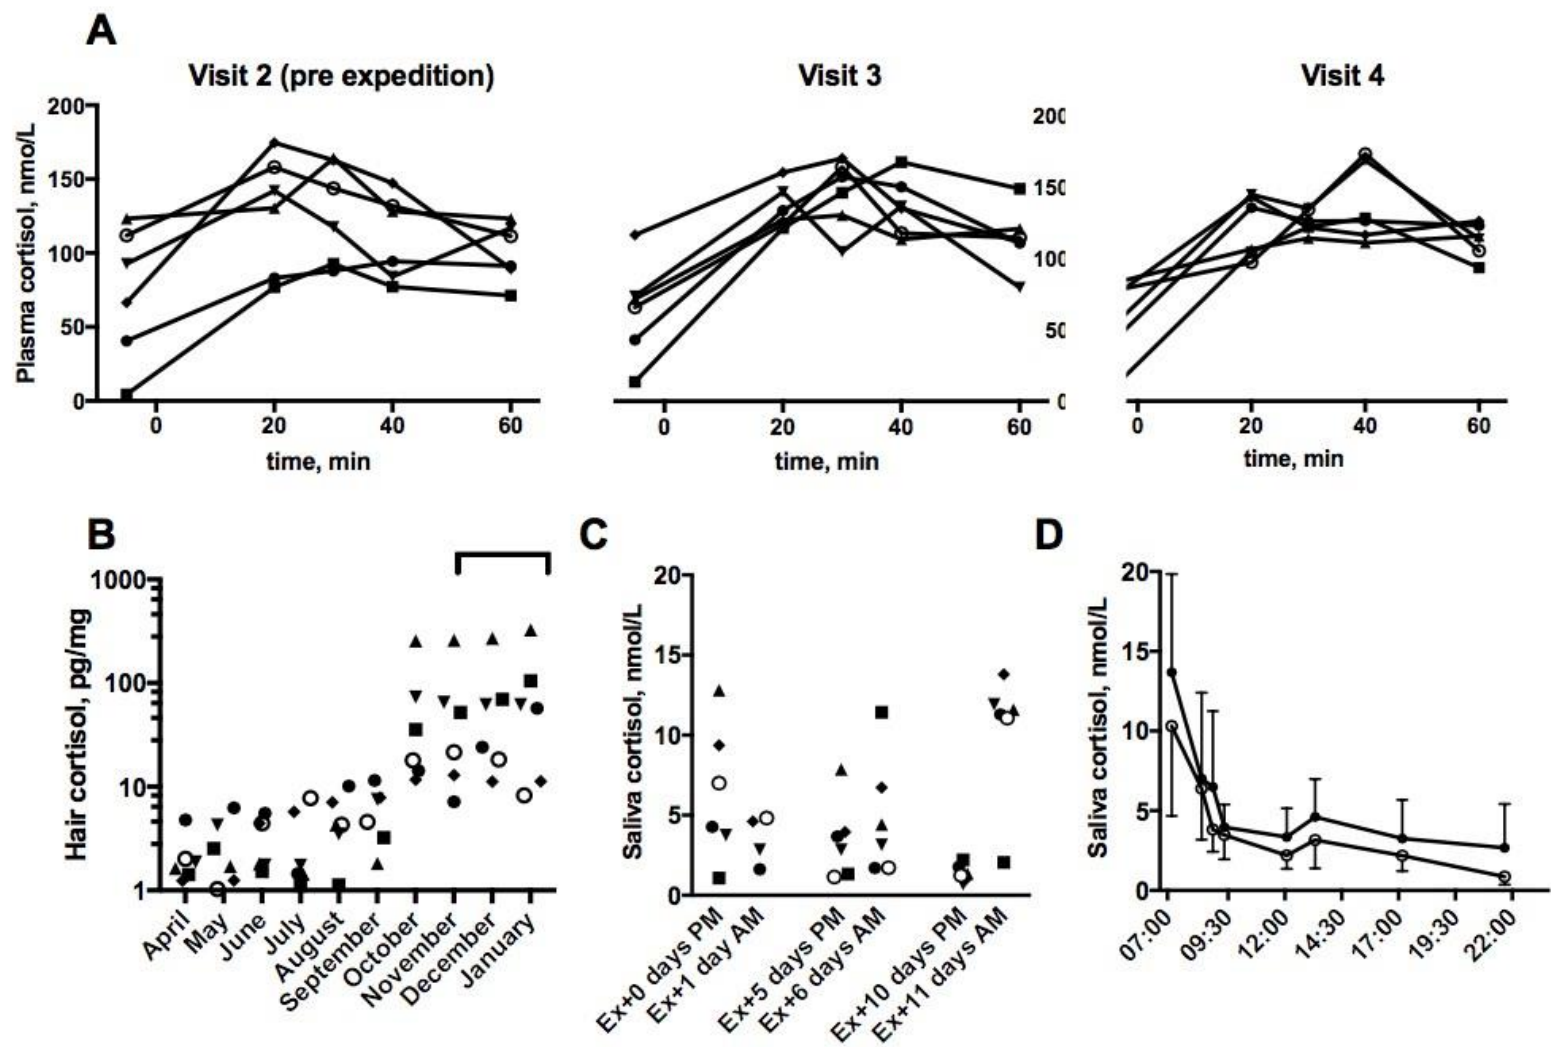 A
Visit 2 (pre expedition)
Visit 3
Visit 4
Plasma cortisol, nmo/L
200
150
100
50
0
0 20 40 60
time, min
0 20 40 60
time, min
200
150
100
50
0
0 20 40 60
time, min
B
Hair cortisol, pg/mg
1000
100
10
1
April
May
June
July
August
September
October
November
December
January
C
Saliva cortisol, nmol/L
20
15
10
5
0
Ex+0 days PM
Ex+1 day AM
Ex+5 days PM
Ex+6 days AM
Ex+10 days PM
Ex+11 days AM
D
Saliva cortisol, nmol/L
20
15
10
5
0
07:00
09:30
12:00
14:30
17:00
19:30
22:00